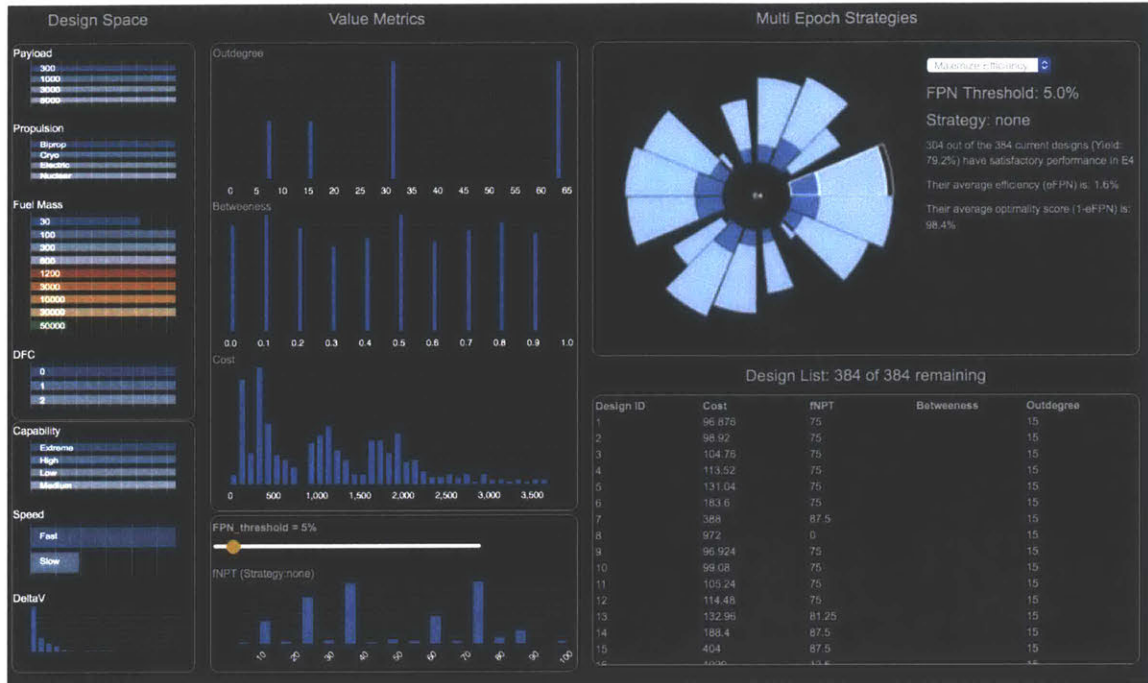 Design Space
Value Metrics
Multi Epoch Strategies
Payload
300
1000
3000
8000
Propulsion
Biprop
Cryo
Electric
Nuclear
Fuel Mass
30
100
300
600
1200
3000
10000
30000
50000
DFC
0
1
2
Capability
Extreme
High
Low
Medium
Speed
Fast
Slow
DeltaV
Outdegree
0 5 10 15 20 25 30 35 40 45 50 55 60 65
Betweeness
0.0 0.1 0.2 0.3 0.4 0.5 0.6 0.7 0.8 0.9 1.0
Cost
0 500 1,000 1,500 2,000 2,500 3,000 3,500
FPN_threshold = 5%
fNPT (Strategy:none)
10 20 30 40 50 60 70 80 90 100
E4
Maximize Efficiency
FPN Threshold: 5.0%
Strategy: none
304 out of the 384 current designs (Yield:
79.2%) have satisfactory performance in E4
Their average efficiency (eFPN) is: 1.6%
Their average optimality score (1-eFPN) is:
98.4%
Design List: 384 of 384 remaining
Design ID Cost fNPT Betweeness Outdegree
1 96.876 75 15
2 98.92 75 15
3 104.76 75 15
4 113.52 75 15
5 131.04 75 15
6 183.6 75 15
7 388 87.5 15
8 972 0 15
9 96.924 75 15
10 99.08 75 15
11 105.24 75 15
12 114.48 75 15
13 132.96 81.25 15
14 188.4 87.5 15
15 404 87.5 15